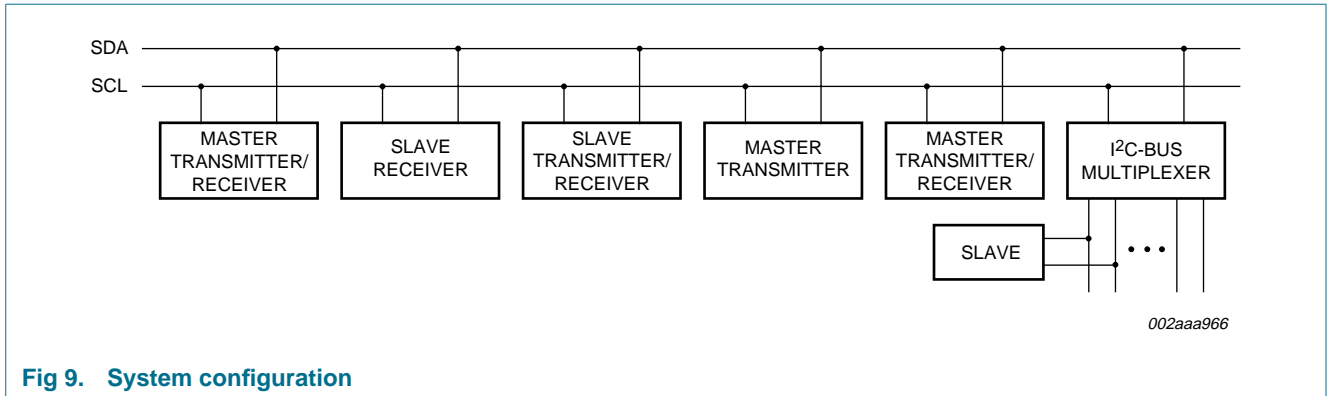 SDA
SCL
MASTER
TRANSMITTER/
RECEIVER
SLAVE
RECEIVER
SLAVE
TRANSMITTER/
RECEIVER
MASTER
TRANSMITTER
MASTER
TRANSMITTER/
RECEIVER
I²C-BUS
MULTIPLEXER
SLAVE
002aaa966
Fig 9. System configuration